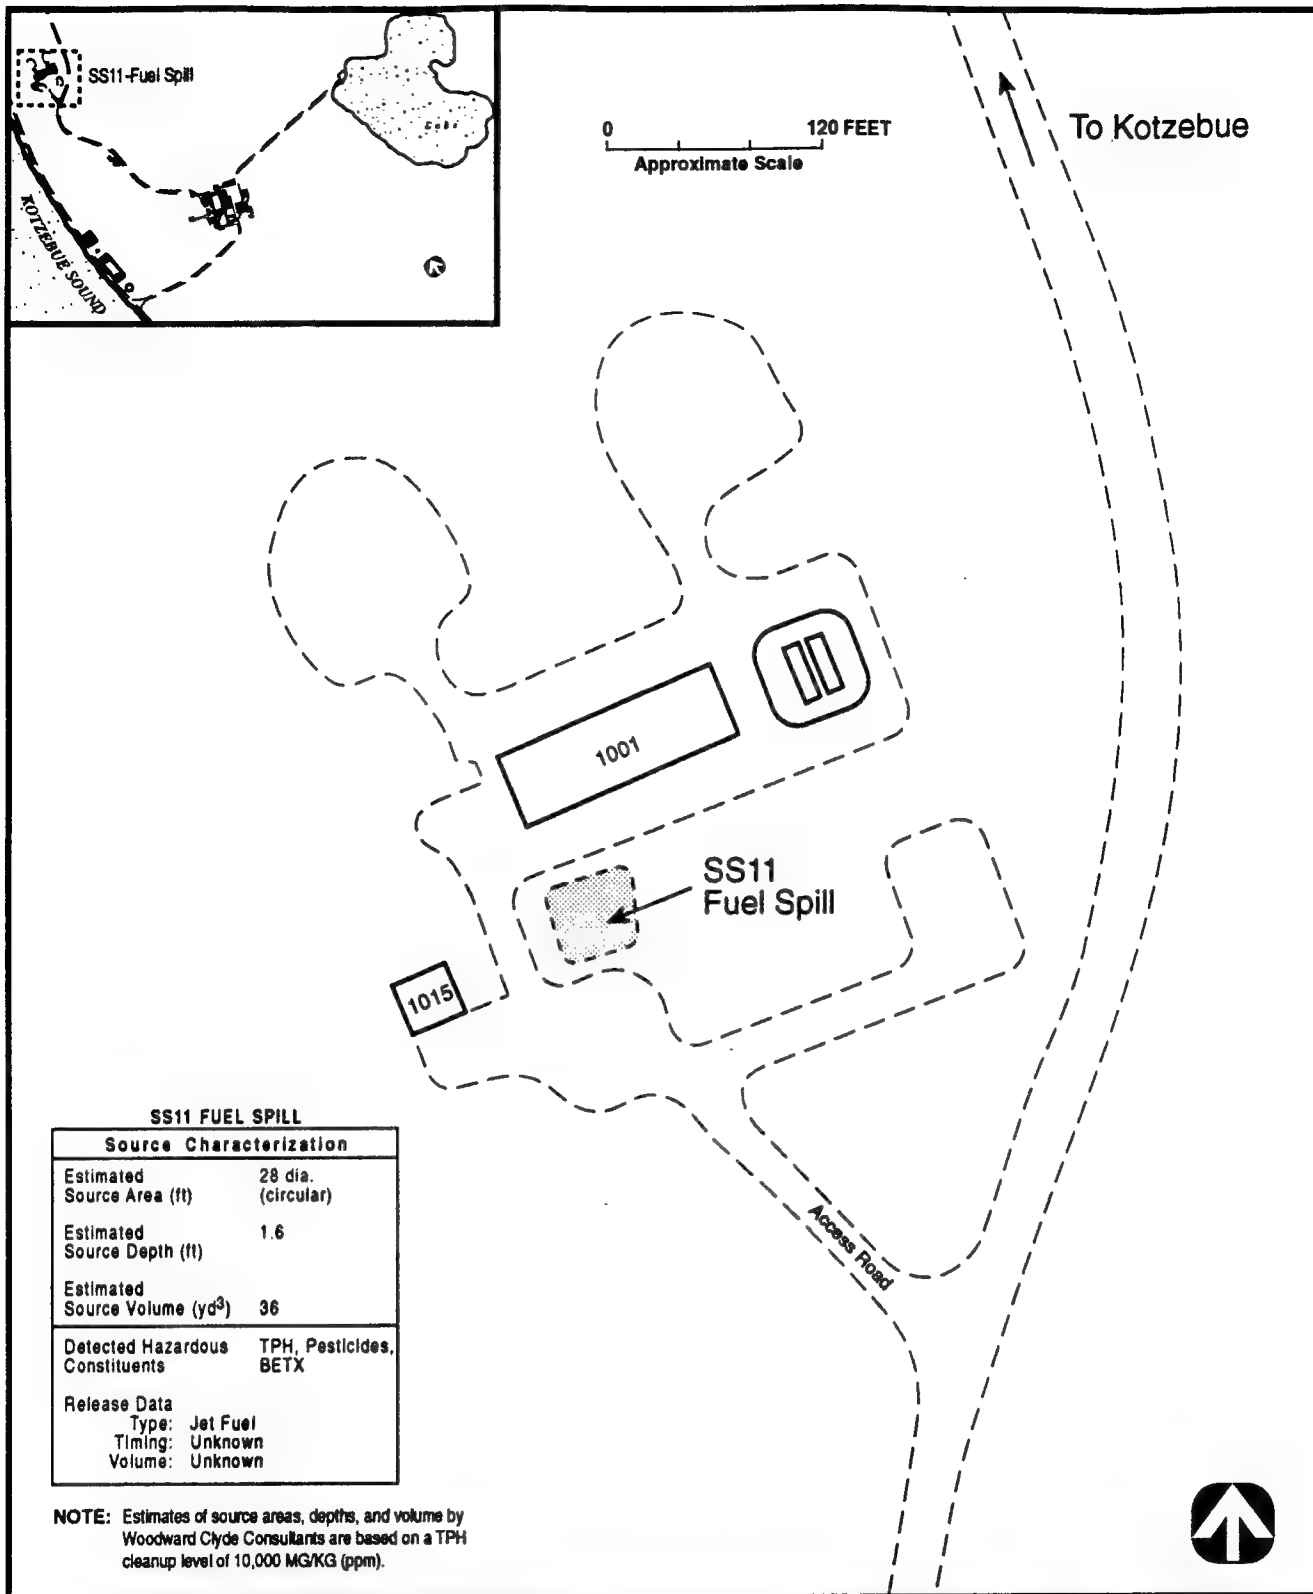 SS11-Fuel Spill
Lake
KOTZEBUE SOUND
0 120 FEET
Approximate Scale
To Kotzebue
1001
SS11
Fuel Spill
1015
Access Road
SS11 FUEL SPILL
Source Characterization
Estimated 28 dia.
Source Area (ft) (circular)
Estimated 1.6
Source Depth (ft)
Estimated
Source Volume (yd³) 36
Detected Hazardous TPH, Pesticides,
Constituents BETX
Release Data
Type: Jet Fuel
Timing: Unknown
Volume: Unknown
NOTE: Estimates of source areas, depths, and volume by
Woodward Clyde Consultants are based on a TPH
cleanup level of 10,000 MG/KG (ppm).